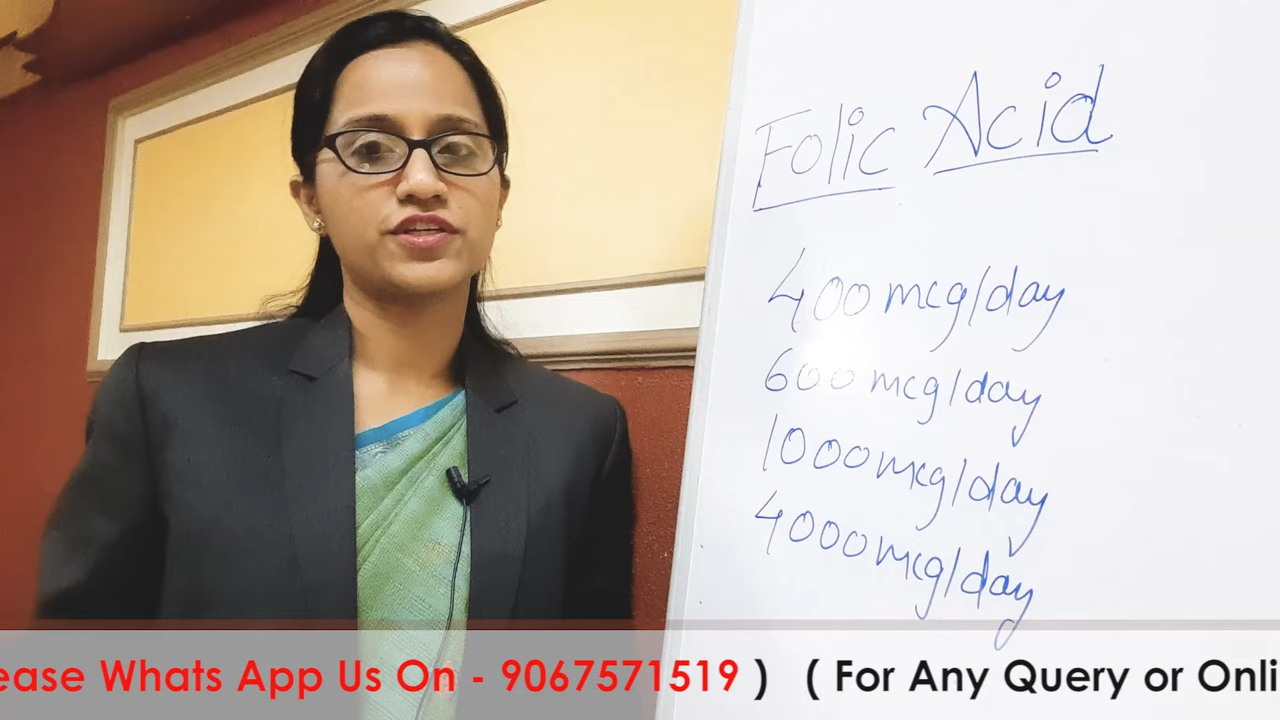 Folic Acid
400 mcg/day
600 mcg/day
1000 mcg/day
4000 mcg/day
ease Whats App Us On - 9067571519 ) ( For Any Query or Onli